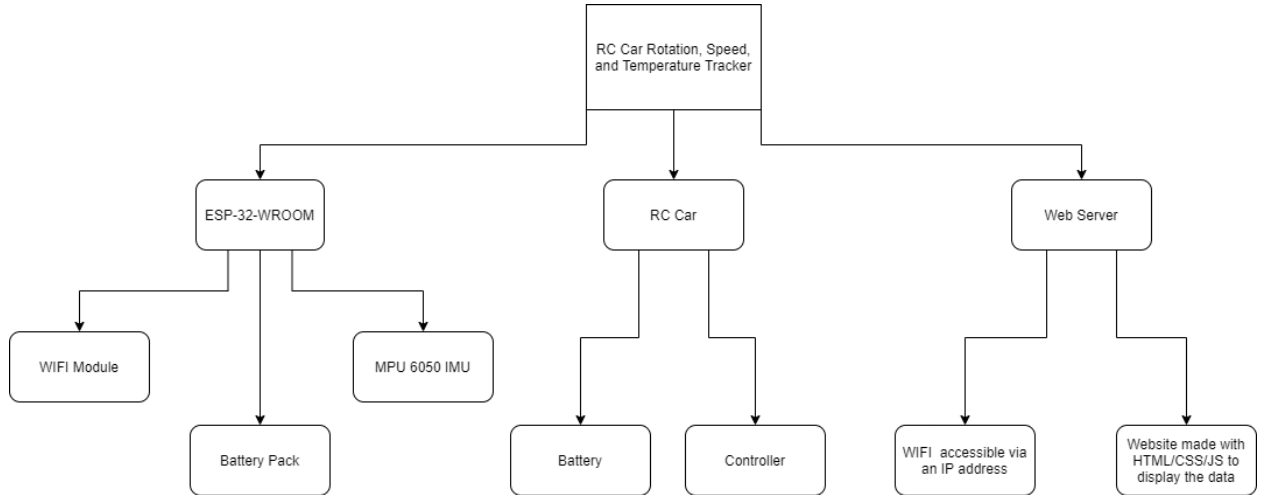 RC Car Rotation, Speed,
and Temperature Tracker
ESP-32-WROOM
RC Car
Web Server
WIFI Module
MPU 6050 IMU
Battery Pack
Battery
Controller
WIFI accessible via
an IP address
Website made with
HTML/CSS/JS to
display the data